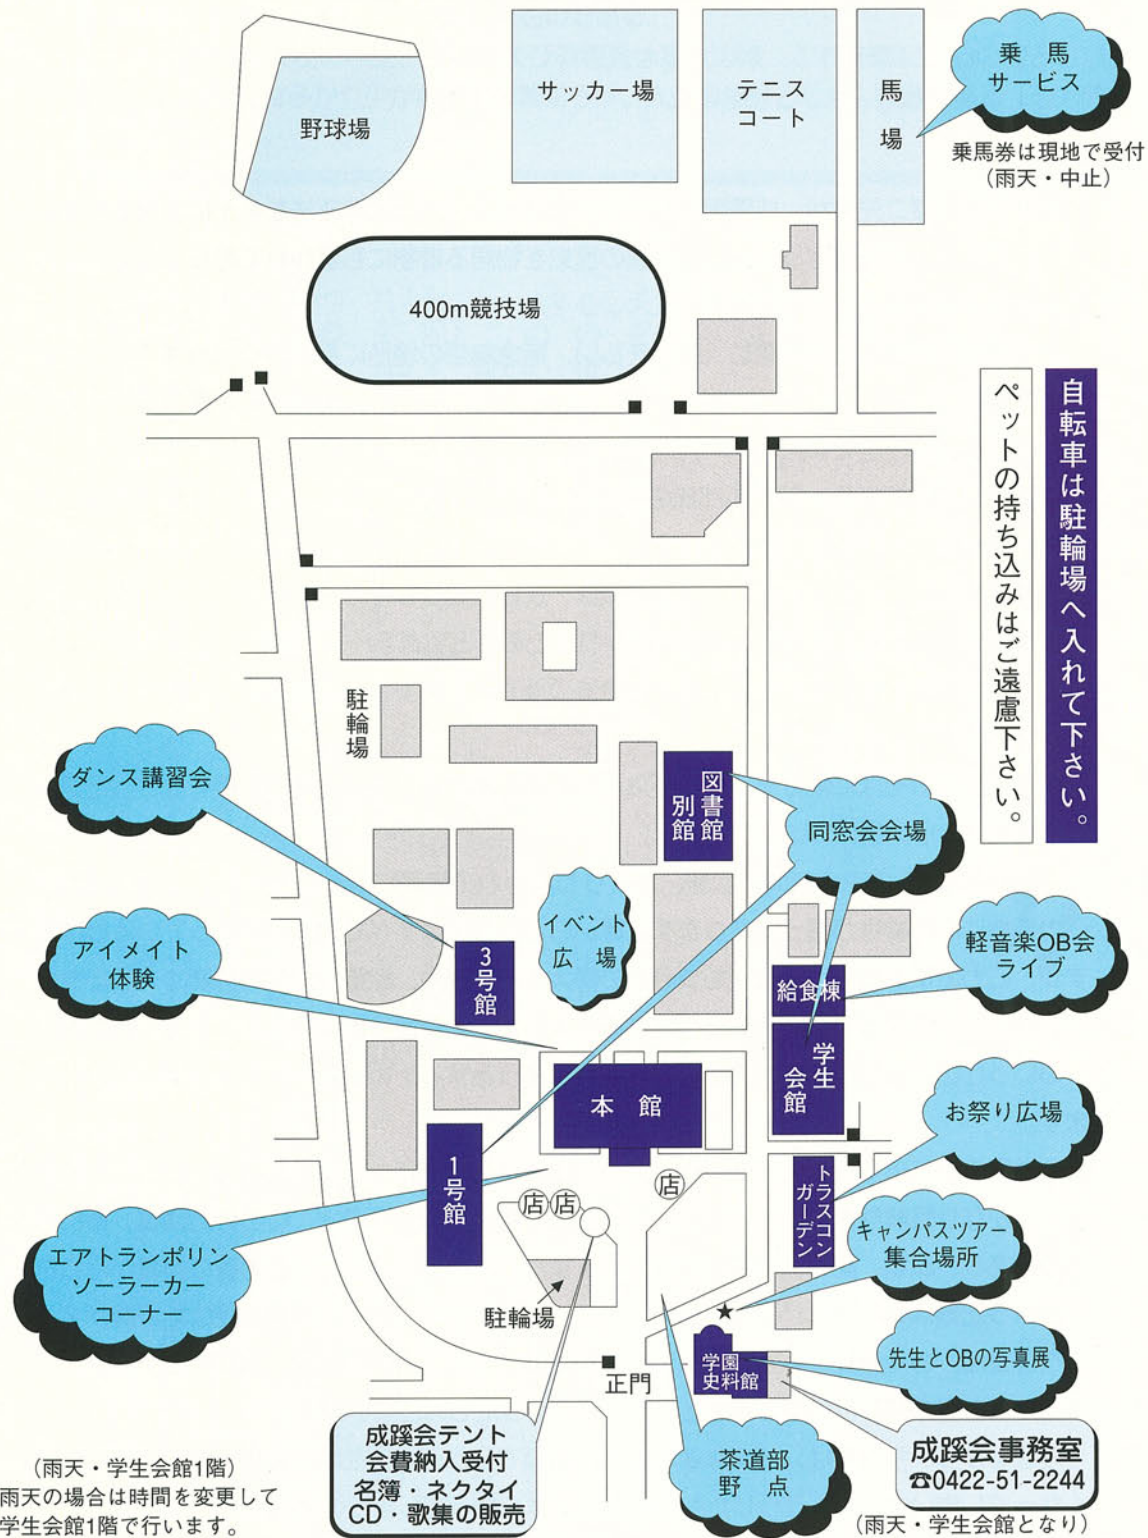 野球場
サッカー場
テニス
コート
馬場
乗 馬
サービス
乗馬券は現地で受付
(雨天・中止)
400m競技場
自転車は駐輪場へ入れて下さい。
ペットの持ち込みはご遠慮下さい。
駐輪場
ダンス講習会
図書館
別館
同窓会会場
イベント
広 場
アイメイト
体験
3号館
軽音楽OB会
ライブ
給食棟
学生
会館
本 館
お祭り広場
1号館
店
店
店
トラスコン
ガーデン
キャンパスツアー
集合場所
エアトランポリン
ソーラーカー
コーナー
駐輪場
★
先生とOBの写真展
学園
史料館
正門
成蹊会テント
会費納入受付
名簿・ネクタイ
CD・歌集の販売
茶道部
野 点
成蹊会事務室
☎0422-51-2244
(雨天・学生会館となり)
(雨天・学生会館1階)
雨天の場合は時間を変更して
学生会館1階で行います。